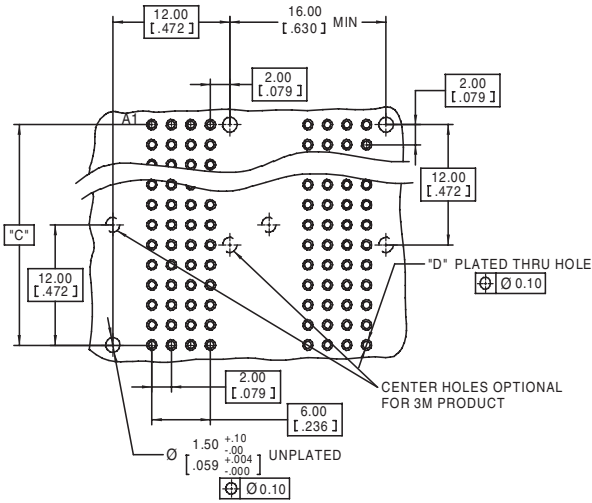 12.00
[.472]
16.00
[.630] MIN
2.00
[.079]
2.00
[.079]
A1
12.00
[.472]
"C"
12.00
[.472]
"D" PLATED THRU HOLE
Ø 0.10
2.00
[.079]
CENTER HOLES OPTIONAL
FOR 3M PRODUCT
6.00
[.236]
Ø 1.50 +.10 -.00
[.059 +.004 -.000] UNPLATED
Ø 0.10